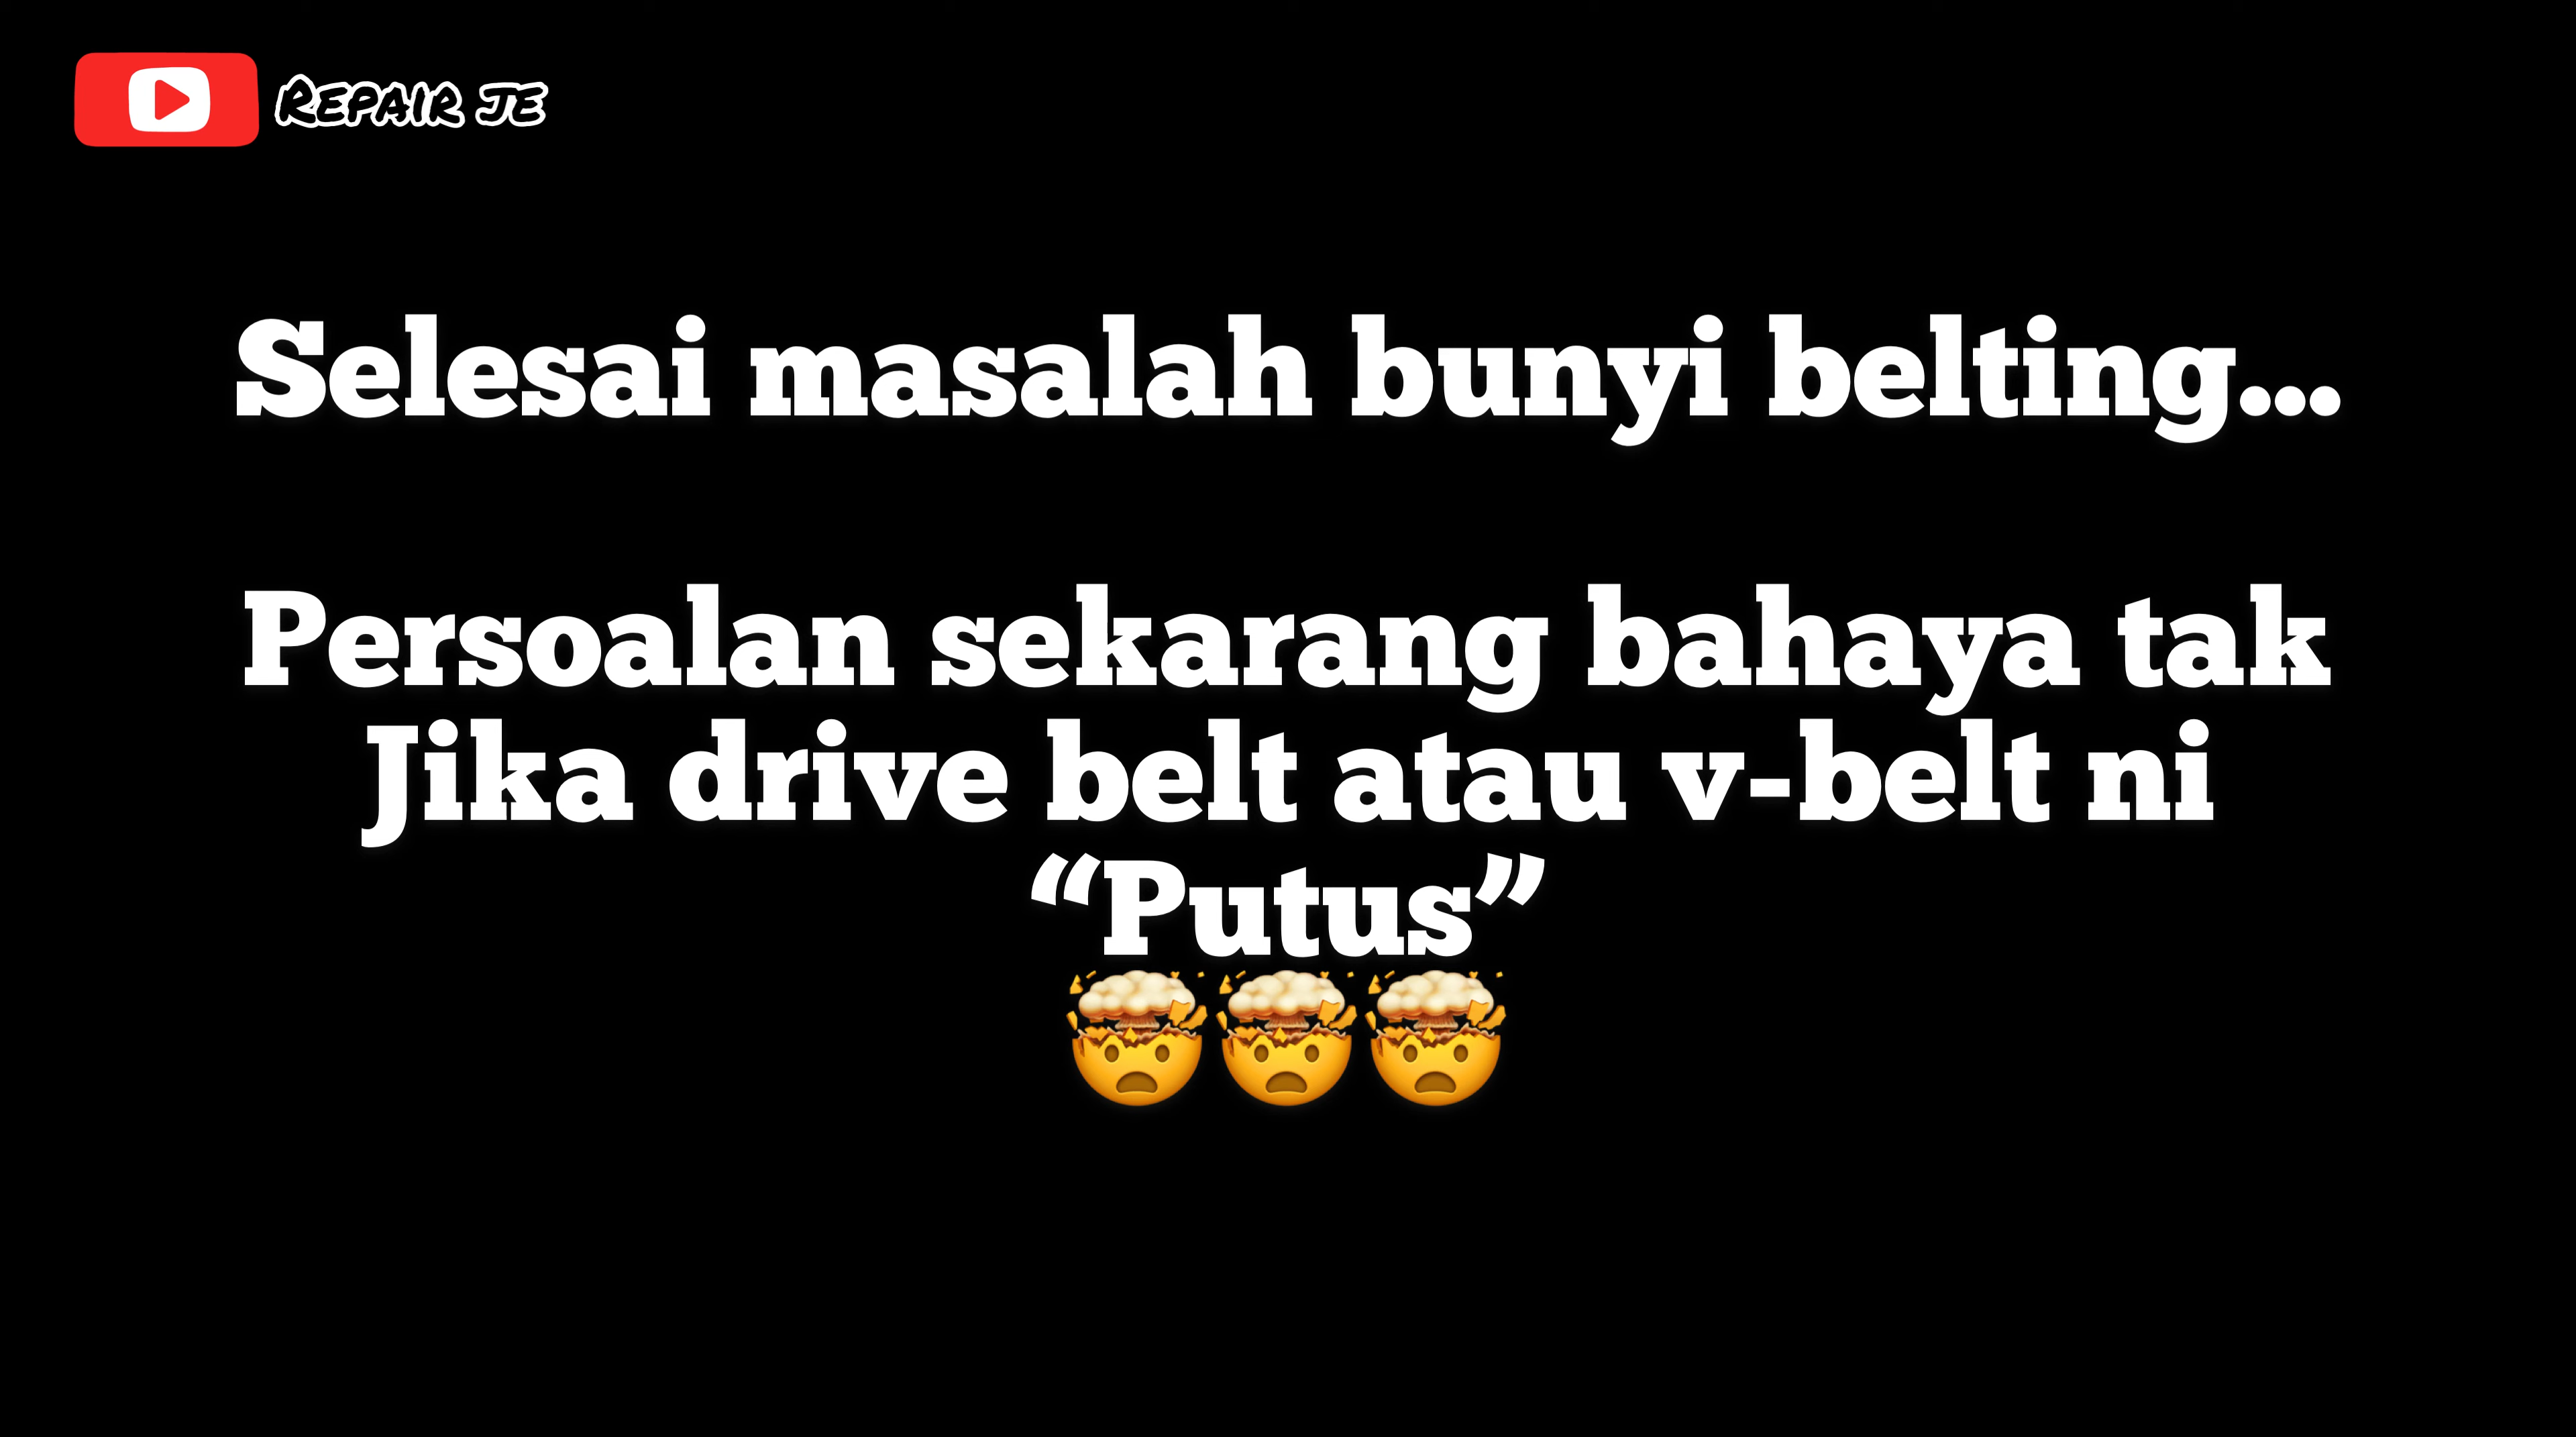 REPAIR JE
Selesai masalah bunyi belting...
Persoalan sekarang bahaya tak
Jika drive belt atau v-belt ni
“Putus”
🤯🤯🤯